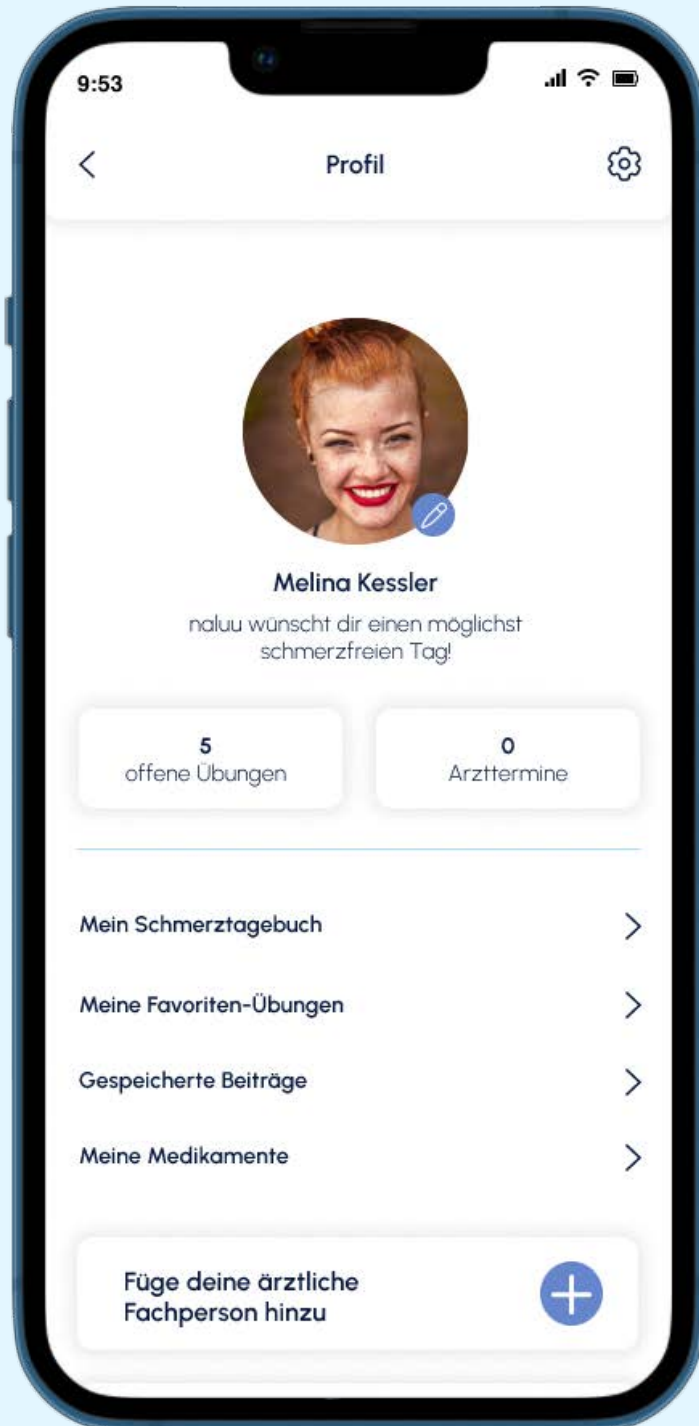 9:53
Profil
Melina Kessler
naluu wünscht dir einen möglichst
schmerzfreien Tag!
5
offene Übungen
0
Arzttermine
Mein Schmerztagebuch
Meine Favoriten-Übungen
Gespeicherte Beiträge
Meine Medikamente
Füge deine ärztliche
Fachperson hinzu